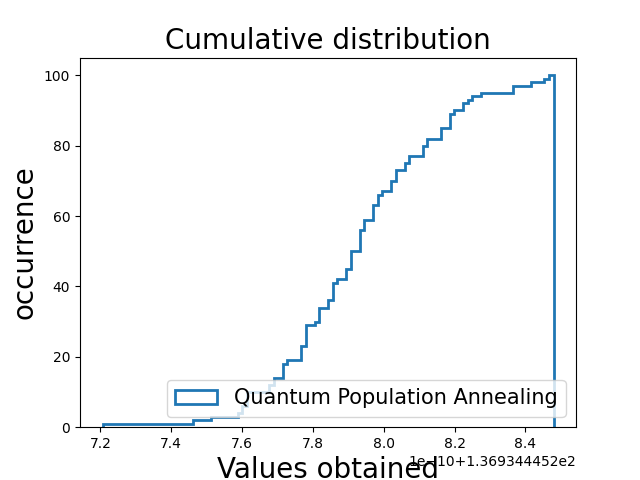 Cumulative distribution
occurrence
100
80
60
40
20
0
Quantum Population Annealing
7.2 7.4 7.6 7.8 8.0 8.2 8.4
1e−10+1.369344452e2
Values obtained